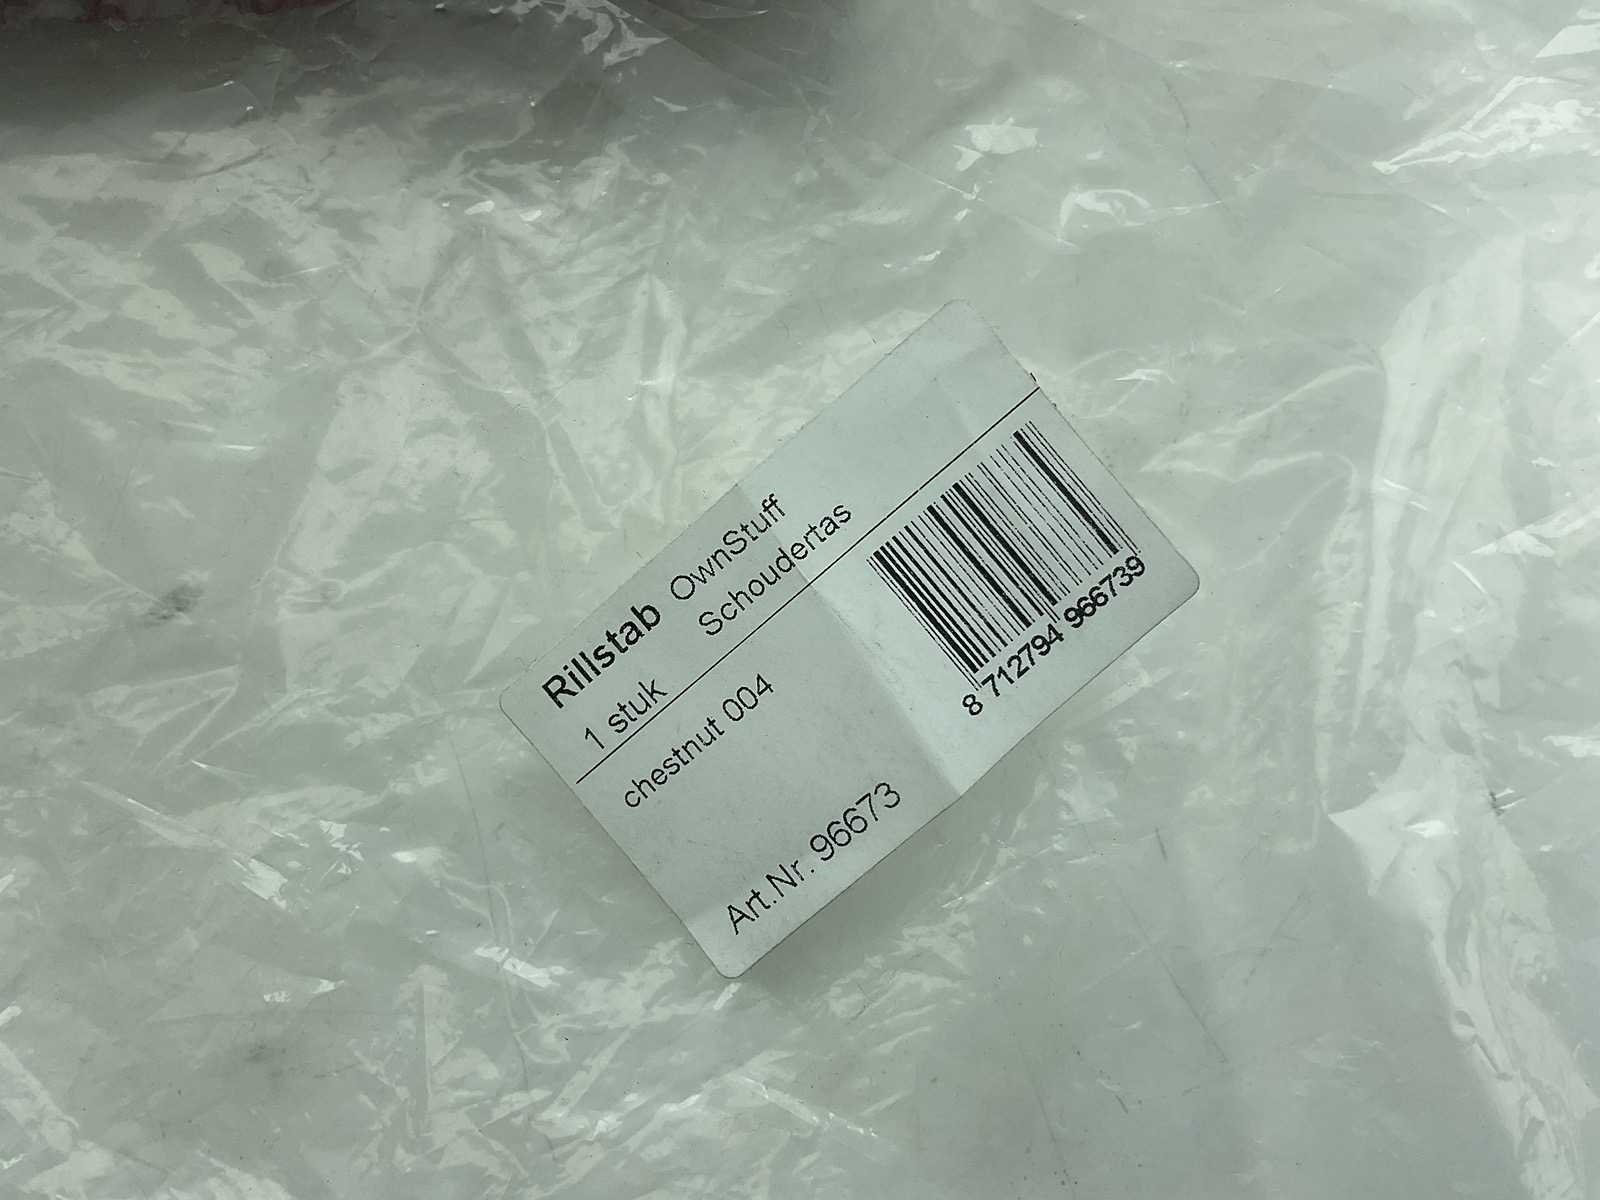 Rillstab OwnStuff
1 stuk Schoudertas
chestnut 004
Art.Nr. 96673
8 712794 966739